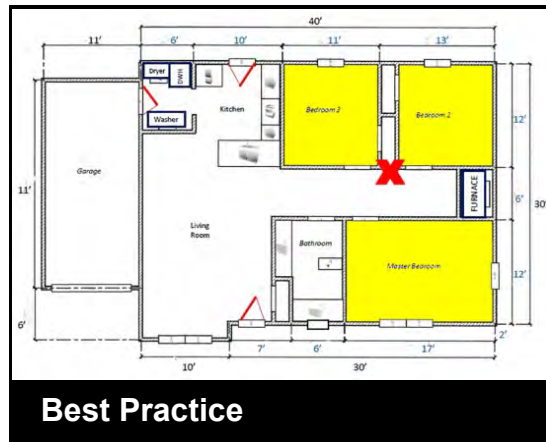 40'
11' 6' 10' 11' 13'
Dryer
DWH
Washer
Kitchen
Bedroom 3
Bedroom 2
12'
11'
Garage
6'
30'
FURNACE
Living
Room
Bathroom
Master Bedroom
12'
6'
2'
7' 6' 17'
10' 30'
Best Practice